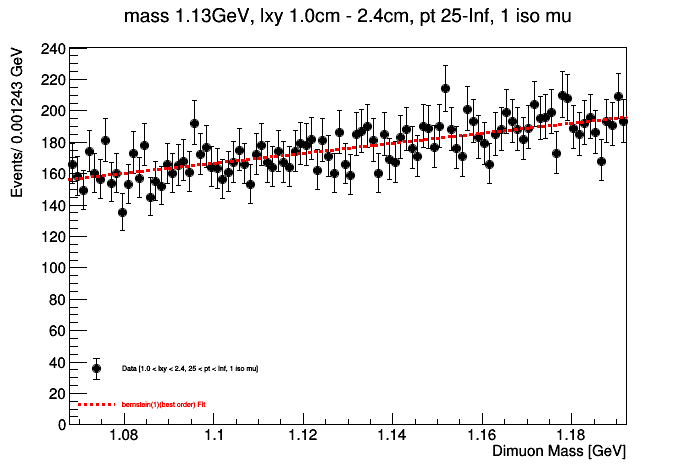 mass 1.13GeV, lxy 1.0cm - 2.4cm, pt 25-Inf, 1 iso mu
Events/ 0.001243 GeV
240
220
200
180
160
140
120
100
80
60
40
20
0
Data [1.0 < lxy < 2.4, 25 < pt < Inf, 1 iso mu]
bernstein(1)(best order) Fit
1.08 1.1 1.12 1.14 1.16 1.18
Dimuon Mass [GeV]